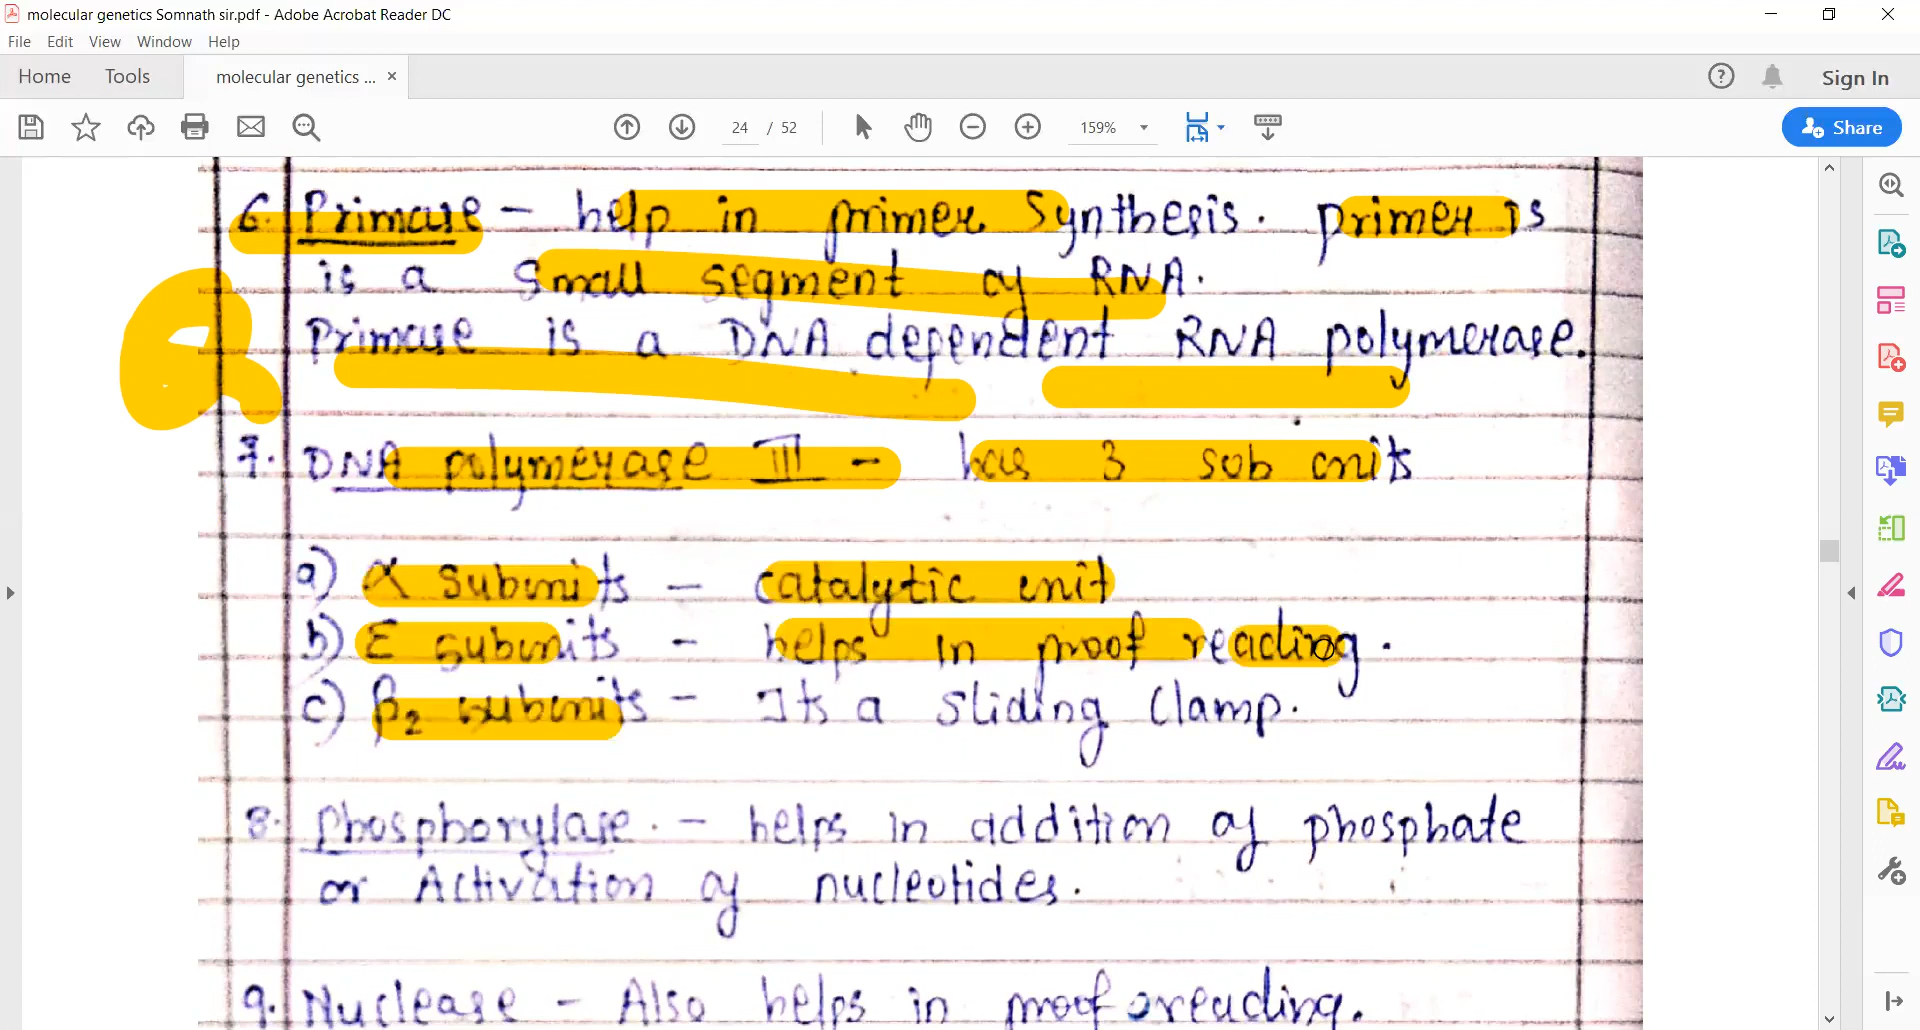 molecular genetics Somnath sir.pdf - Adobe Acrobat Reader DC
File Edit View Window Help
Home Tools molecular genetics ... × Sign In
24 / 52 159% Share
6. Primase - help in primer Synthesis. primer is
is a small segment of RNA.
Primase is a DNA dependent RNA polymerase.
7. DNA polymerase III - has 3 sub units
a) α subunits - catalytic unit
b) ε subunits - helps in proof reading.
c) β2 subunits - Its a sliding clamp.
8. Phosphorylase. - helps in addition of phosphate
or Activation of nucleotides.
9. Nuclease - Also helps in proof oreading.